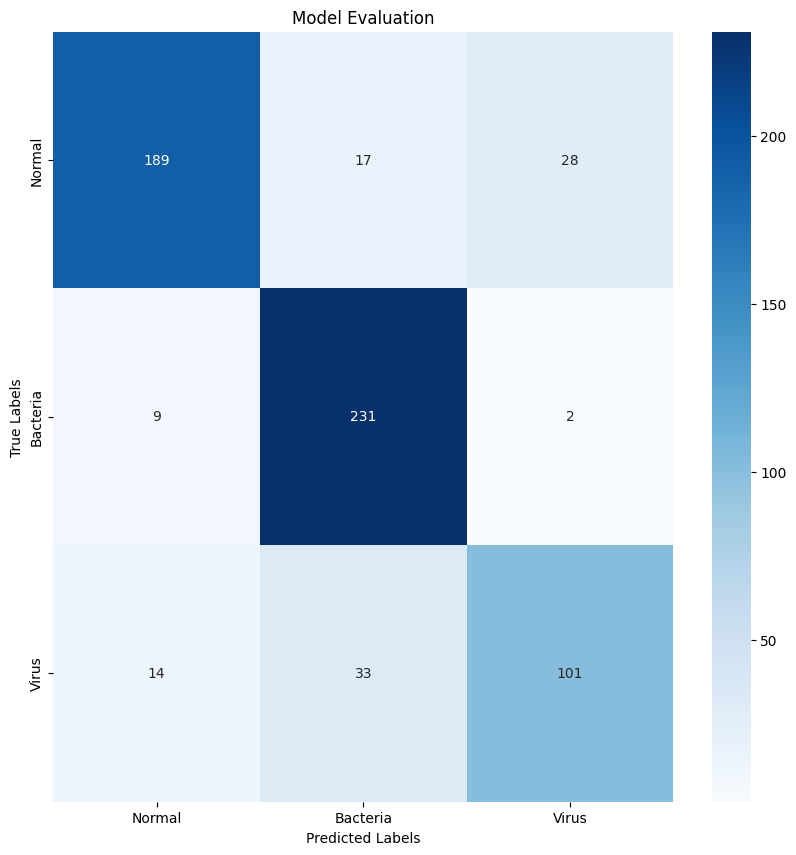 Model Evaluation
Normal
189
17
28
200
150
True Labels
Bacteria
9
231
2
100
Virus
14
33
101
50
Normal
Bacteria
Virus
Predicted Labels